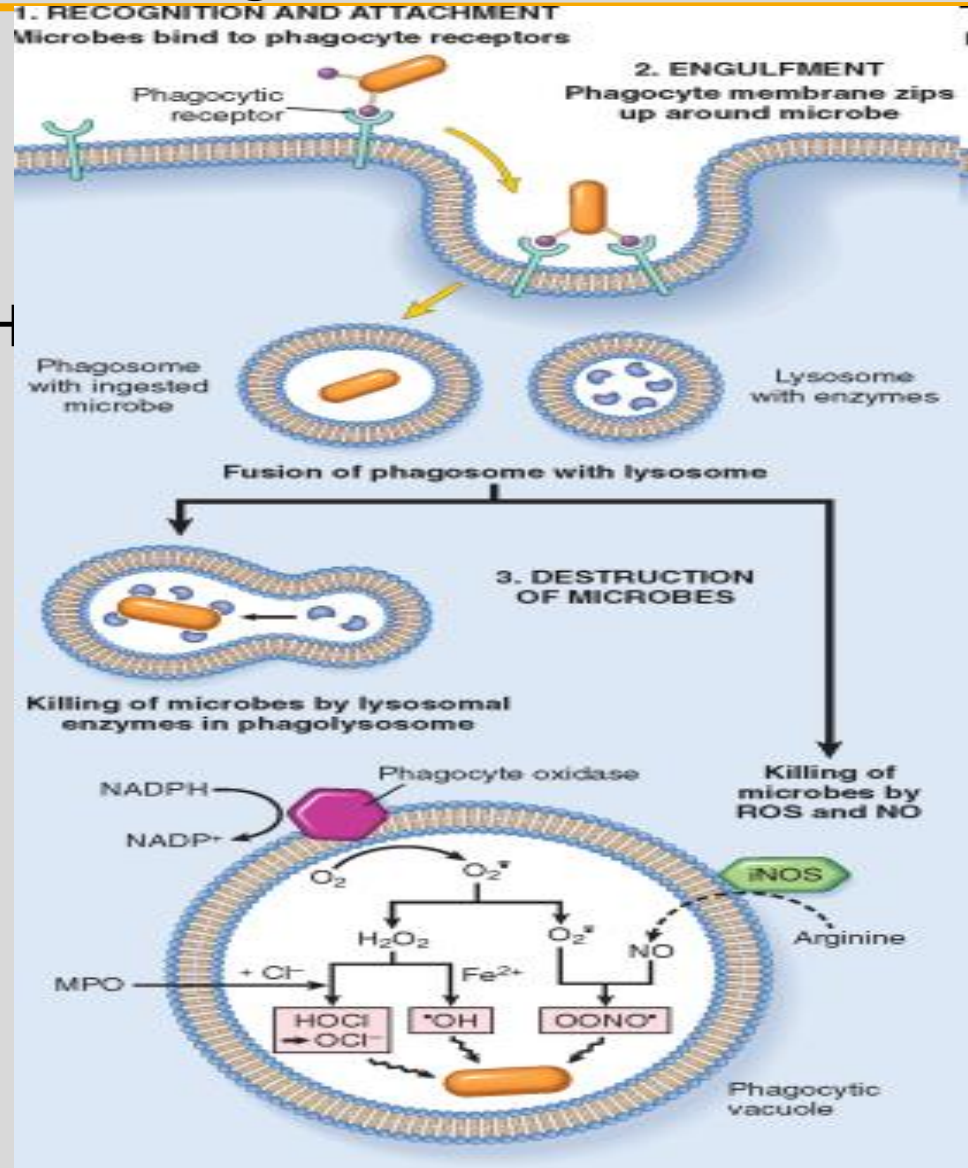 1. RECOGNITION AND ATTACHMENT
Microbes bind to phagocyte receptors
2. ENGULFMENT
Phagocyte membrane zips
up around microbe
Phagocytic
receptor
Phagosome
with ingested
microbe
Lysosome
with enzymes
Fusion of phagosome with lysosome
3. DESTRUCTION
OF MICROBES
Killing of microbes by lysosomal
enzymes in phagolysosome
Killing of
microbes by
ROS and NO
NADPH
Phagocyte oxidase
NADP⁺
O₂
O₂•
iNOS
H₂O₂
O₂•
NO
Arginine
MPO
+ Cl⁻
Fe²⁺
HOCl
→ OCl⁻
•OH
OONO•
Phagocytic
vacuole